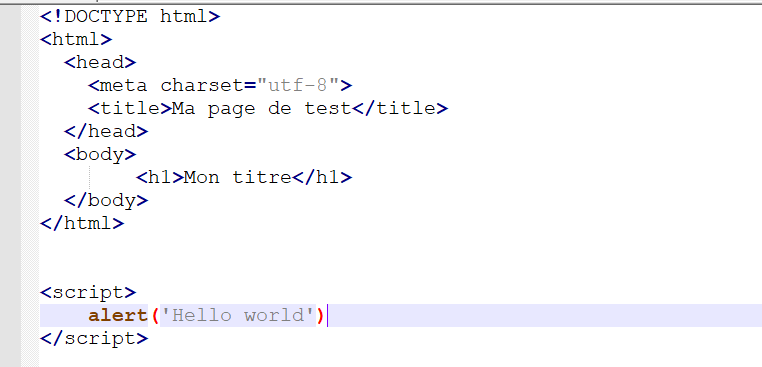 <!DOCTYPE html>
<html>
<head>
<meta charset="utf-8">
<title>Ma page de test</title>
</head>
<body>
<h1>Mon titre</h1>
</body>
</html>
<script>
alert('Hello world')
</script>